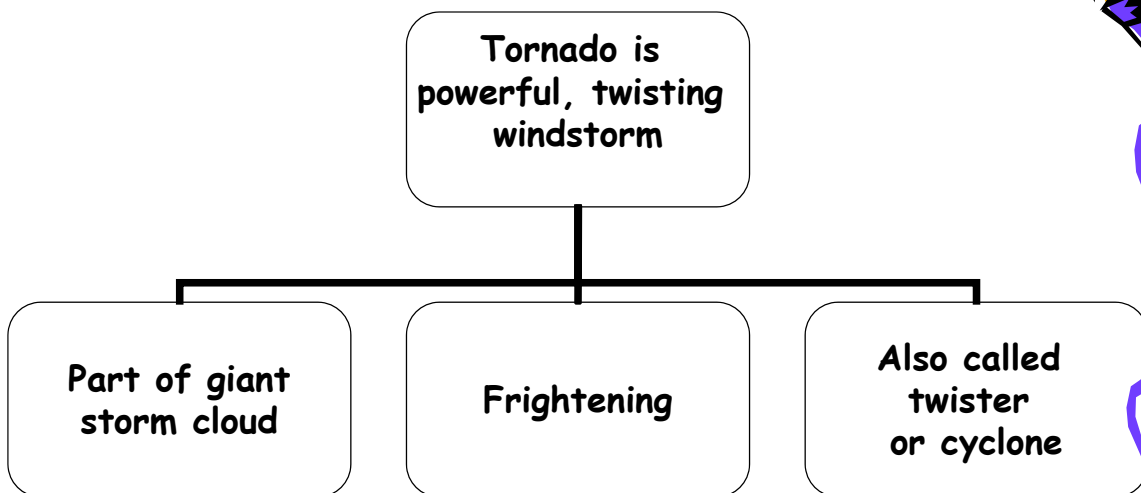 Tornado is
powerful, twisting
windstorm
Part of giant
storm cloud
Frightening
Also called
twister
or cyclone